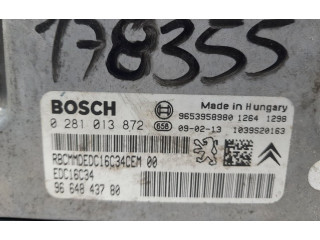 178355
BOSCH
Made in Hungary
9653958980 1264 1298
0 281 013 872 658 09-02-13 1039S20163
RBCMMDEDC16C34CEM 00
EDC16C34
96 648 437 80